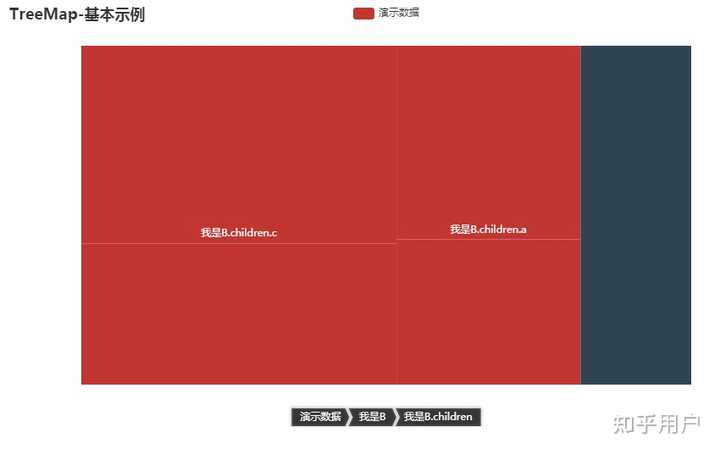 TreeMap-基本示例
演示数据
我是B.children.c
我是B.children.a
演示数据 我是B 我是B.children
知乎用户